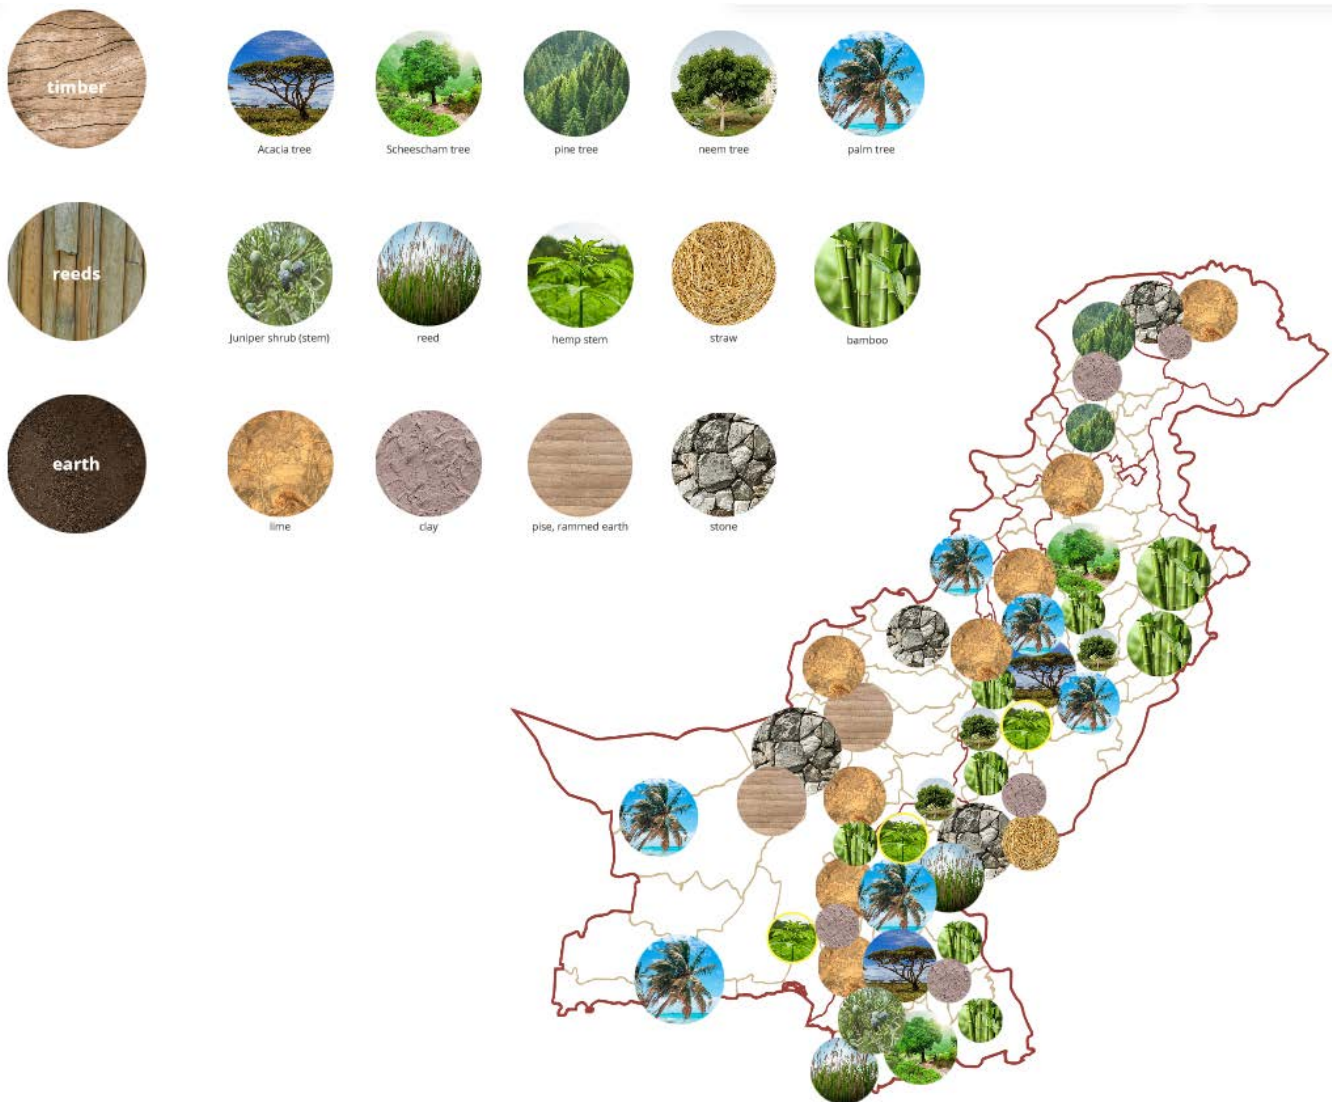 timber
Acacia tree
Scheescham tree
pine tree
neem tree
palm tree
reeds
Juniper shrub (stem)
reed
hemp stem
straw
bamboo
earth
lime
clay
pise, rammed earth
stone